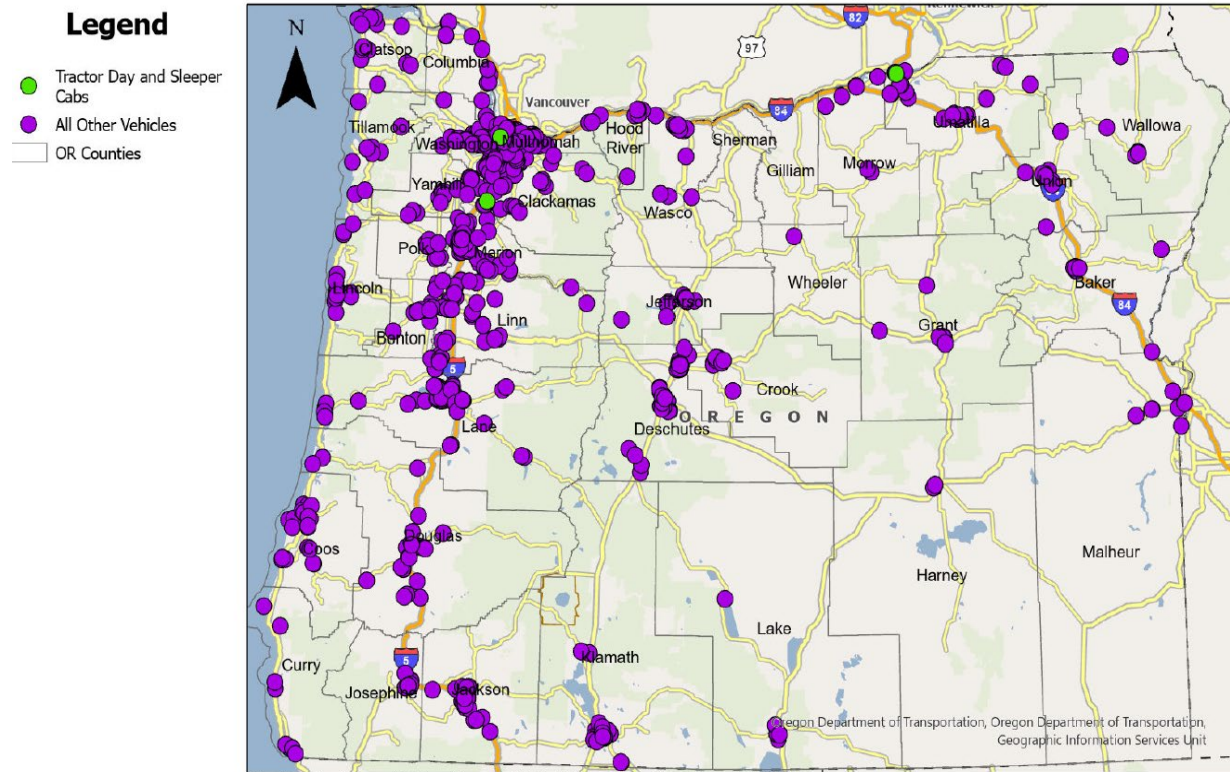 Legend
Tractor Day and Sleeper
Cabs
All Other Vehicles
OR Counties
N
82
97
Clatsop
Columbia
Vancouver
84
Hood
River
Tillamook
Washington
Multnomah
Sherman
Umatilla
Wallowa
Gilliam
Morrow
Yamhill
Clackamas
Wasco
Union
Polk
Marion
Wheeler
Baker
Lincoln
Jefferson
84
Linn
Grant
Benton
5
Crook
OREGON
Lane
Deschutes
Douglas
Coos
Malheur
Harney
Lake
Klamath
Curry
5
Josephine
Jackson
Oregon Department of Transportation, Oregon Department of Transportation,
Geographic Information Services Unit